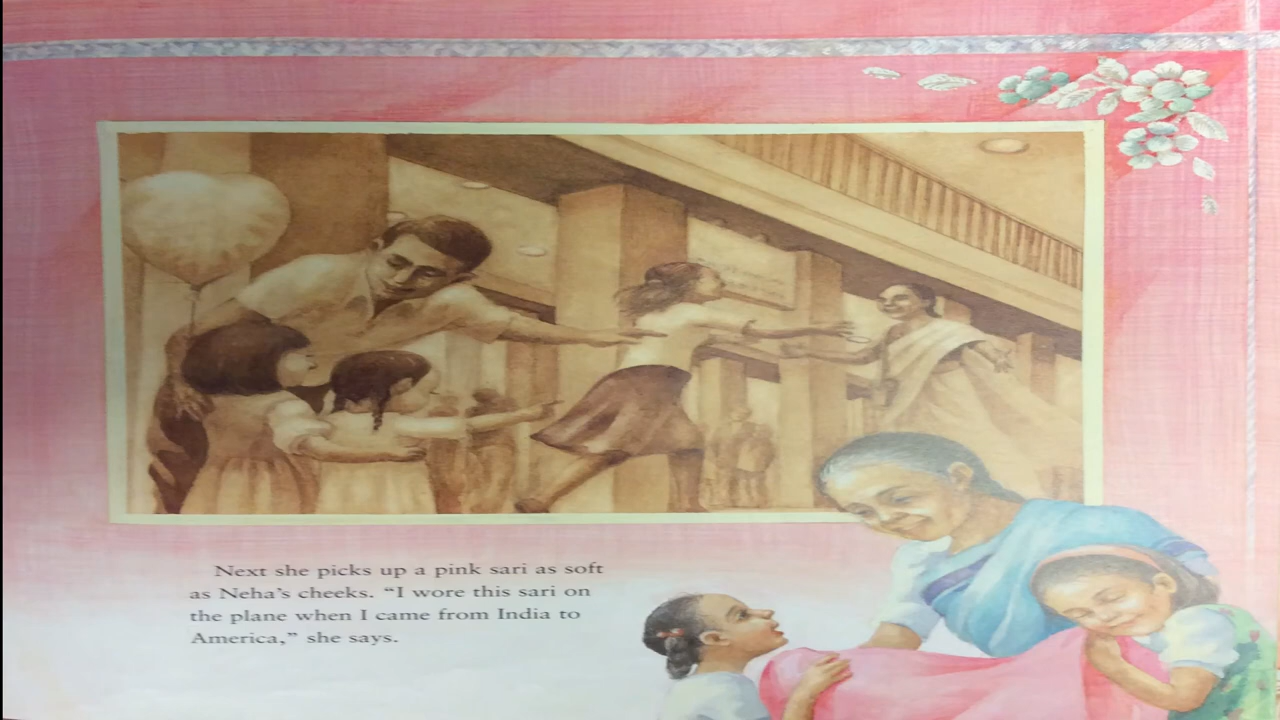 Next she picks up a pink sari as soft
as Neha's cheeks. “I wore this sari on
the plane when I came from India to
America,” she says.